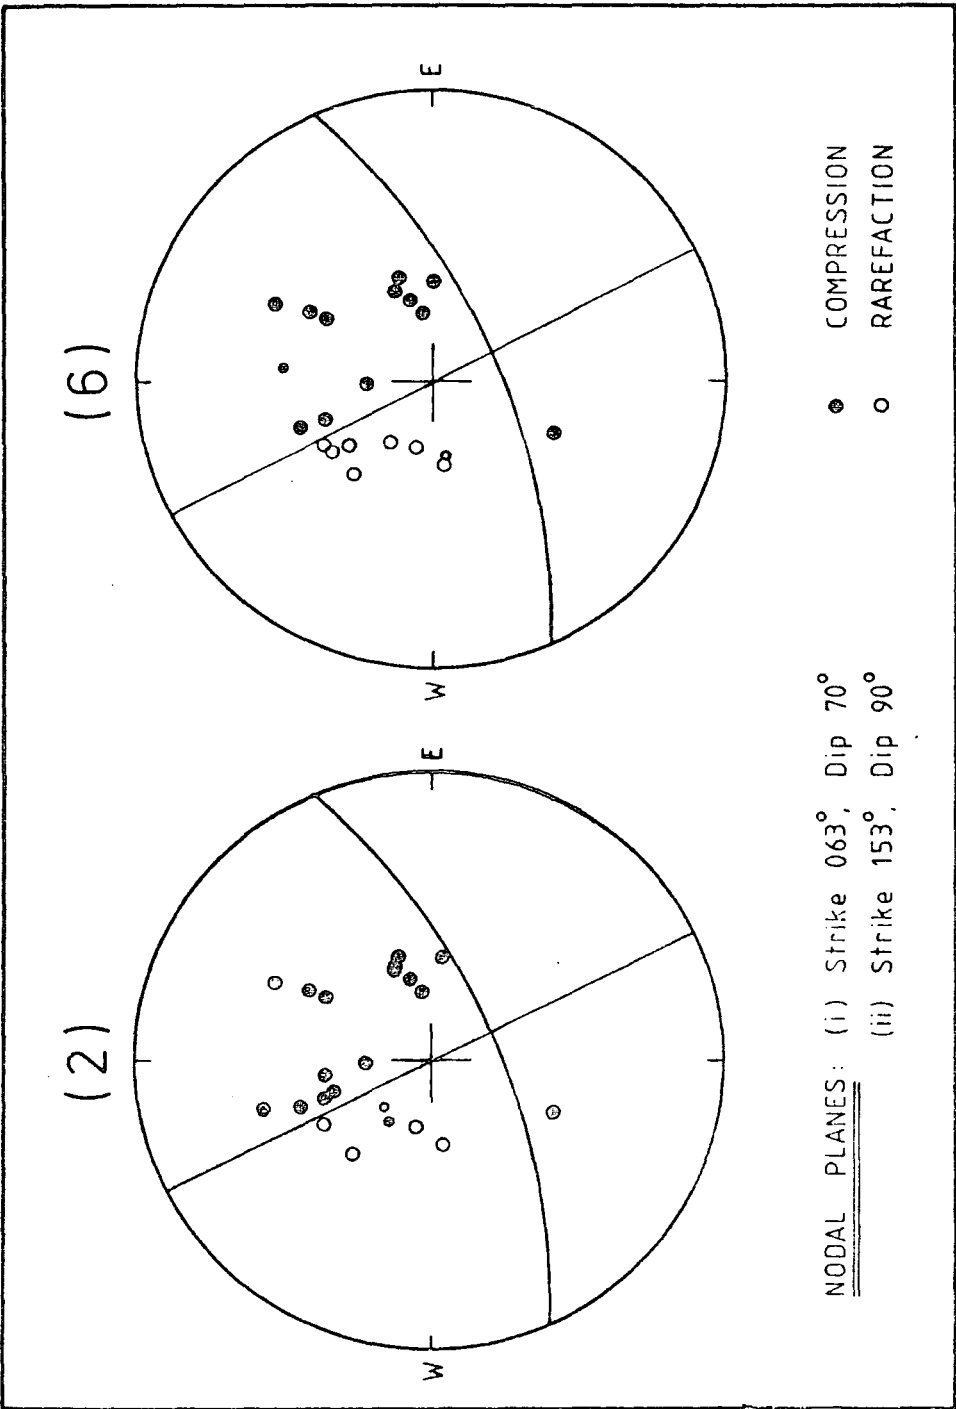 (2)
(6)
W
E
W
E
NODAL PLANES: (i) Strike 063°, Dip 70°
(ii) Strike 153°, Dip 90°
COMPRESSION
RAREFACTION